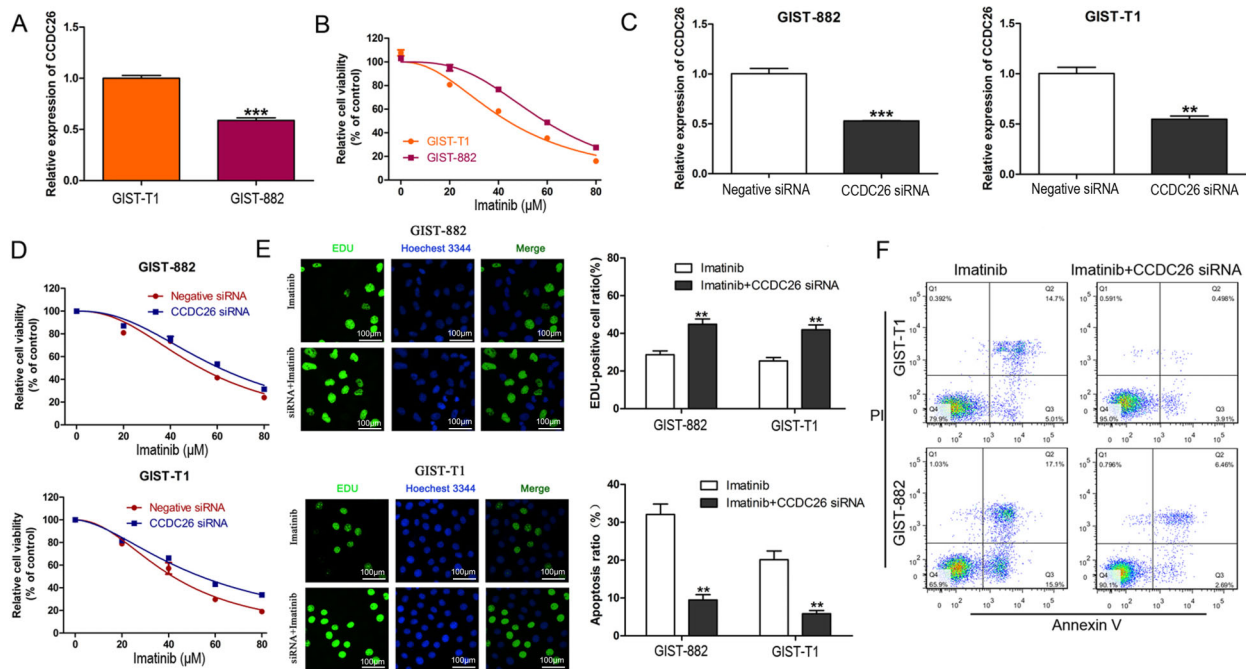 A
Relative expression of CCDC26
1.5
1.0
0.5
0.0
***
GIST-T1
GIST-882
B
Relative cell viability
(% of control)
120
100
80
60
40
20
0
GIST-T1
GIST-882
0
20
40
60
80
Imatinib (μM)
C
GIST-882
Relative expression of CCDC26
1.5
1.0
0.5
0.0
***
Negative siRNA
CCDC26 siRNA
GIST-T1
Relative expression of CCDC26
1.5
1.0
0.5
0.0
**
Negative siRNA
CCDC26 siRNA
D
GIST-882
Relative cell viability
(% of control)
120
100
80
60
40
20
0
Negative siRNA
CCDC26 siRNA
0
20
40
60
80
Imatinib (μM)
GIST-T1
Relative cell viability
(% of control)
120
100
80
60
40
20
0
Negative siRNA
CCDC26 siRNA
0
20
40
60
80
Imatinib (μM)
E
GIST-882
EDU
Hoechest 3344
Merge
Imatinib
100μm
100μm
100μm
siRNA+Imatinib
100μm
100μm
100μm
GIST-T1
EDU
Hoechest 3344
Merge
Imatinib
100μm
100μm
100μm
siRNA+Imatinib
100μm
100μm
100μm
EDU-positive cell ratio(%)
80
60
40
20
0
Imatinib
Imatinib+CCDC26 siRNA
**
**
GIST-882
GIST-T1
Apoptosis ratio (%)
40
30
20
10
0
Imatinib
Imatinib+CCDC26 siRNA
**
**
GIST-882
GIST-T1
F
Imatinib
Imatinib+CCDC26 siRNA
PI
GIST-T1
Q1
0.392%
Q2
14.7%
Q4
79.9%
Q3
5.01%
Q1
0.591%
Q2
0.498%
Q4
95.0%
Q3
3.91%
GIST-882
Q1
1.03%
Q2
17.1%
Q4
65.9%
Q3
15.9%
Q1
0.796%
Q2
6.46%
Q4
90.1%
Q3
2.69%
Annexin V